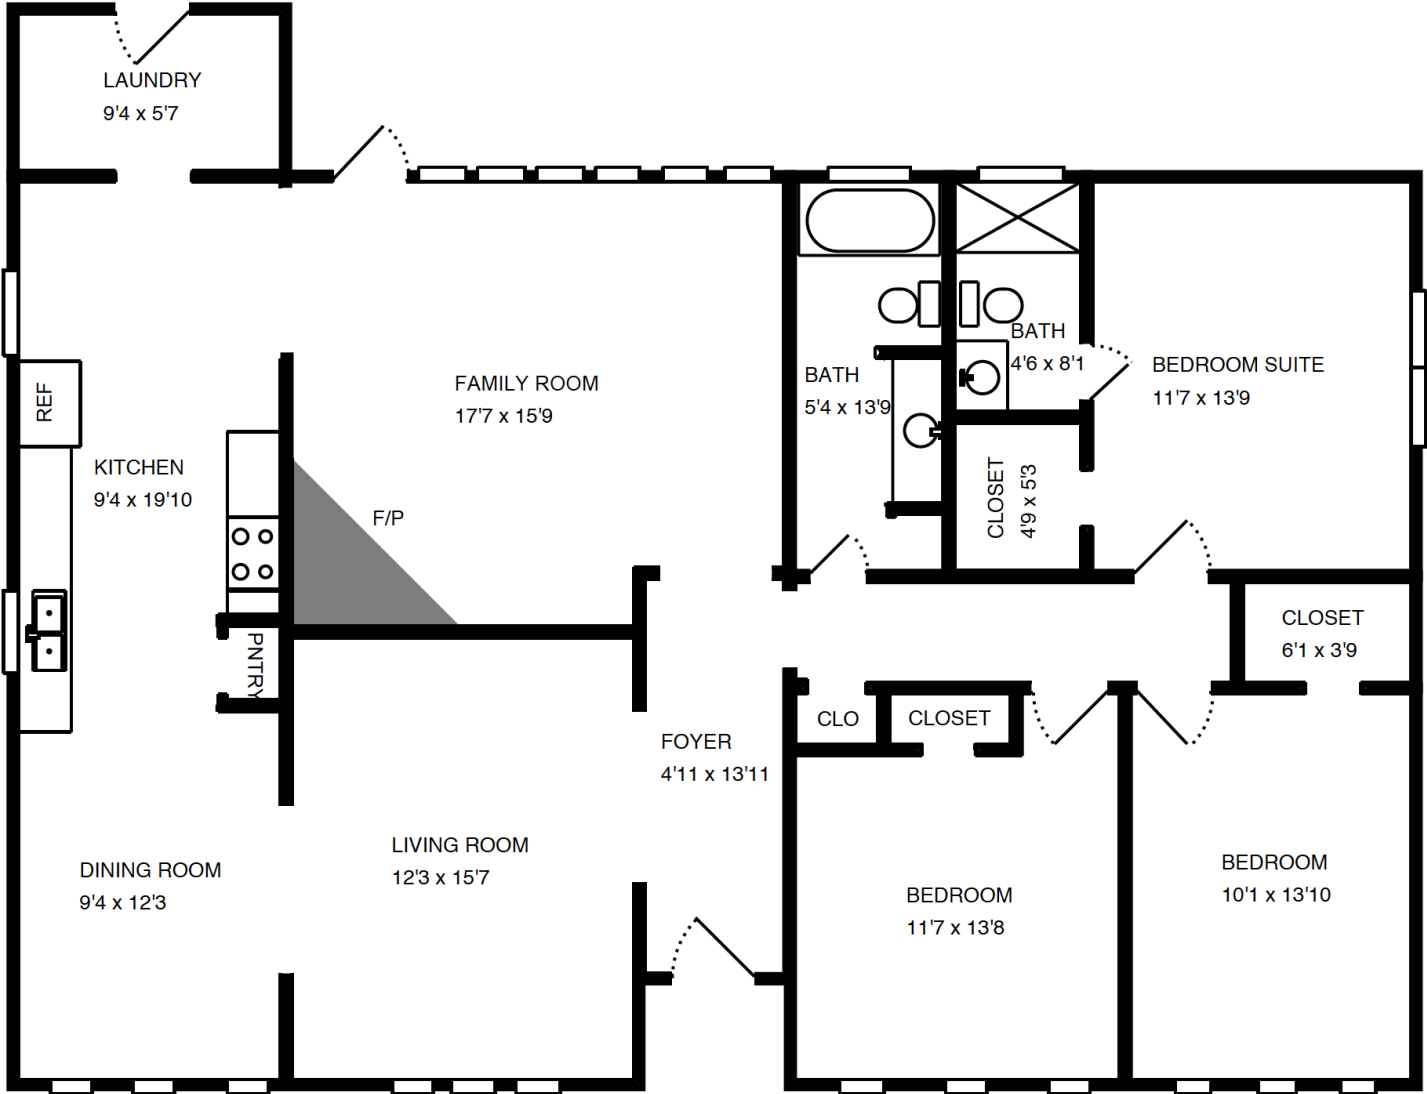 LAUNDRY
9'4 x 5'7
REF
KITCHEN
9'4 x 19'10
FAMILY ROOM
17'7 x 15'9
F/P
BATH
5'4 x 13'9
BATH
4'6 x 8'1
BEDROOM SUITE
11'7 x 13'9
CLOSET
4'9 x 5'3
CLOSET
6'1 x 3'9
PNTRY
CLO
CLOSET
FOYER
4'11 x 13'11
DINING ROOM
9'4 x 12'3
LIVING ROOM
12'3 x 15'7
BEDROOM
11'7 x 13'8
BEDROOM
10'1 x 13'10